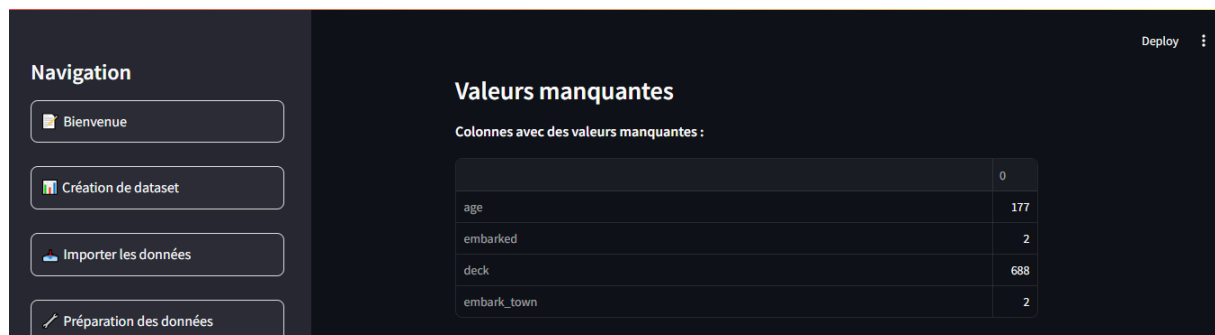 Deploy
Navigation
Bienvenue
Création de dataset
Importer les données
Préparation des données
Valeurs manquantes
Colonnes avec des valeurs manquantes :
0
age 177
embarked 2
deck 688
embark_town 2